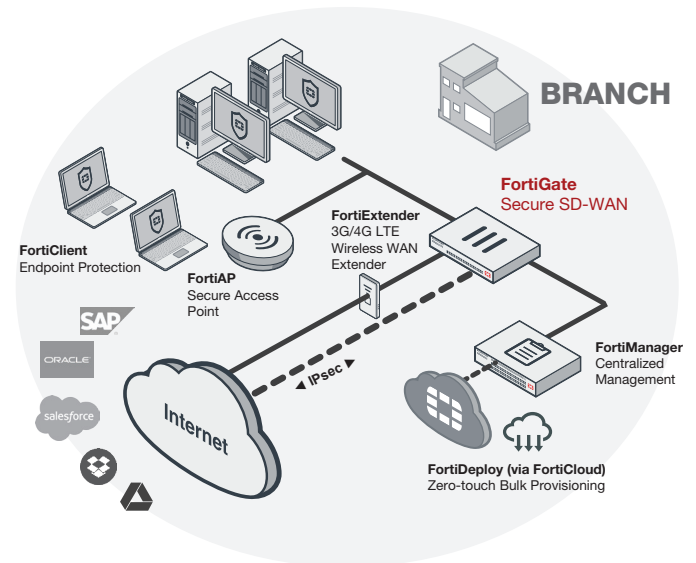 BRANCH
FortiGate
Secure SD-WAN
FortiExtender
3G/4G LTE
Wireless WAN
Extender
FortiClient
Endpoint Protection
FortiAP
Secure Access
Point
SAP
ORACLE
salesforce
Internet
◄ IPsec ►
FortiManager
Centralized
Management
FortiDeploy (via FortiCloud)
Zero-touch Bulk Provisioning